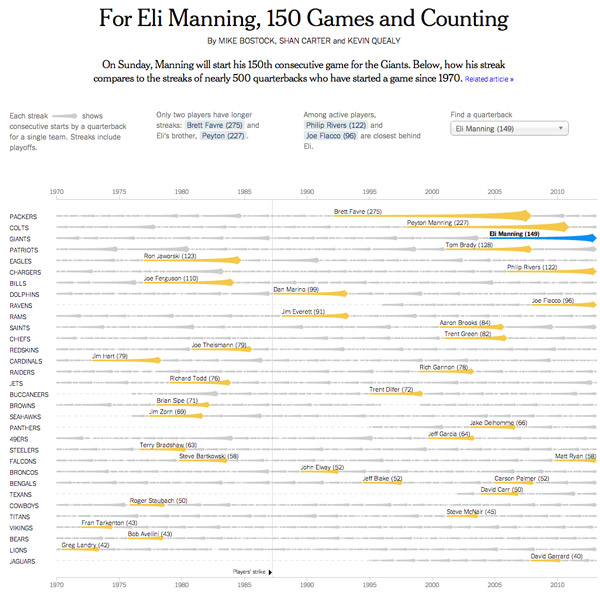 For Eli Manning, 150 Games and Counting
By MIKE BOSTOCK, SHAN CARTER and KEVIN QUEALY
On Sunday, Manning will start his 150th consecutive game for the Giants. Below, how his streak
compares to the streaks of nearly 500 quarterbacks who have started a game since 1970. Related article »
Each streak shows
consecutive starts by a quarterback
for a single team. Streaks include
playoffs.
Only two players have longer
streaks: Brett Favre (275) and
Eli's brother, Peyton (227) .
Among active players,
Philip Rivers (122) and
Joe Flacco (96) are closest behind
Eli.
Find a quarterback
Eli Manning (149)
1970 1975 1980 1985 1990 1995 2000 2005 2010
PACKERS Brett Favre (275)
COLTS Peyton Manning (227)
GIANTS Eli Manning (149)
PATRIOTS Tom Brady (128)
EAGLES Ron Jaworski (123)
CHARGERS Philip Rivers (122)
BILLS Joe Ferguson (110)
DOLPHINS Dan Marino (99)
RAVENS Joe Flacco (96)
RAMS Jim Everett (91)
SAINTS Aaron Brooks (84)
CHIEFS Trent Green (82)
REDSKINS Joe Theismann (79)
CARDINALS Jim Hart (79)
RAIDERS Rich Gannon (78)
JETS Richard Todd (76)
BUCCANEERS Trent Dilfer (72)
BROWNS Brian Sipe (71)
SEAHAWKS Jim Zorn (69)
PANTHERS Jake Delhomme (66)
49ERS Jeff Garcia (64)
STEELERS Terry Bradshaw (63)
FALCONS Steve Bartkowski (58) Matt Ryan (58)
BRONCOS John Elway (52)
BENGALS Jeff Blake (52) Carson Palmer (52)
TEXANS David Carr (50)
COWBOYS Roger Staubach (50)
TITANS Steve McNair (45)
VIKINGS Fran Tarkenton (43)
BEARS Bob Avellini (43)
LIONS Greg Landry (42)
JAGUARS David Garrard (40)
Players' strike
1970 1975 1980 1985 1990 1995 2000 2005 2010